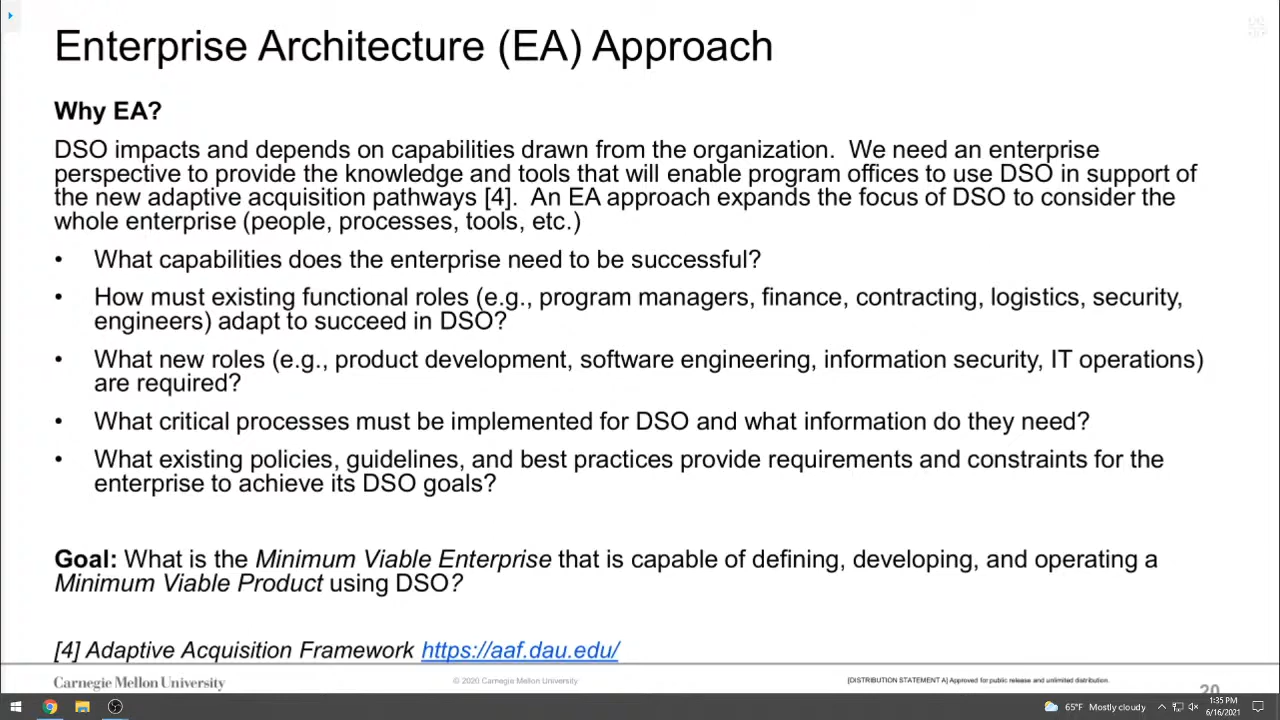 Enterprise Architecture (EA) Approach
Why EA?
DSO impacts and depends on capabilities drawn from the organization.  We need an enterprise
perspective to provide the knowledge and tools that will enable program offices to use DSO in support of
the new adaptive acquisition pathways [4].  An EA approach expands the focus of DSO to consider the
whole enterprise (people, processes, tools, etc.)
• What capabilities does the enterprise need to be successful?
• How must existing functional roles (e.g., program managers, finance, contracting, logistics, security,
engineers) adapt to succeed in DSO?
• What new roles (e.g., product development, software engineering, information security, IT operations)
are required?
• What critical processes must be implemented for DSO and what information do they need?
• What existing policies, guidelines, and best practices provide requirements and constraints for the
enterprise to achieve its DSO goals?
Goal: What is the Minimum Viable Enterprise that is capable of defining, developing, and operating a
Minimum Viable Product using DSO?
[4] Adaptive Acquisition Framework https://aaf.dau.edu/
Carnegie Mellon University
© 2020 Carnegie Mellon University
[DISTRIBUTION STATEMENT A] Approved for public release and unlimited distribution.
20
65°F Mostly cloudy
1:35 PM
6/16/2021